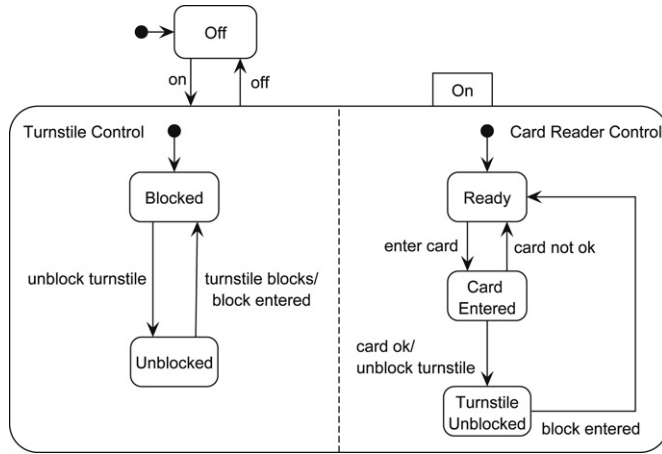 Off
on
off
On
Turnstile Control
Blocked
unblock turnstile
turnstile blocks/
block entered
Unblocked
Card Reader Control
Ready
enter card
card not ok
Card
Entered
card ok/
unblock turnstile
Turnstile
Unblocked
block entered